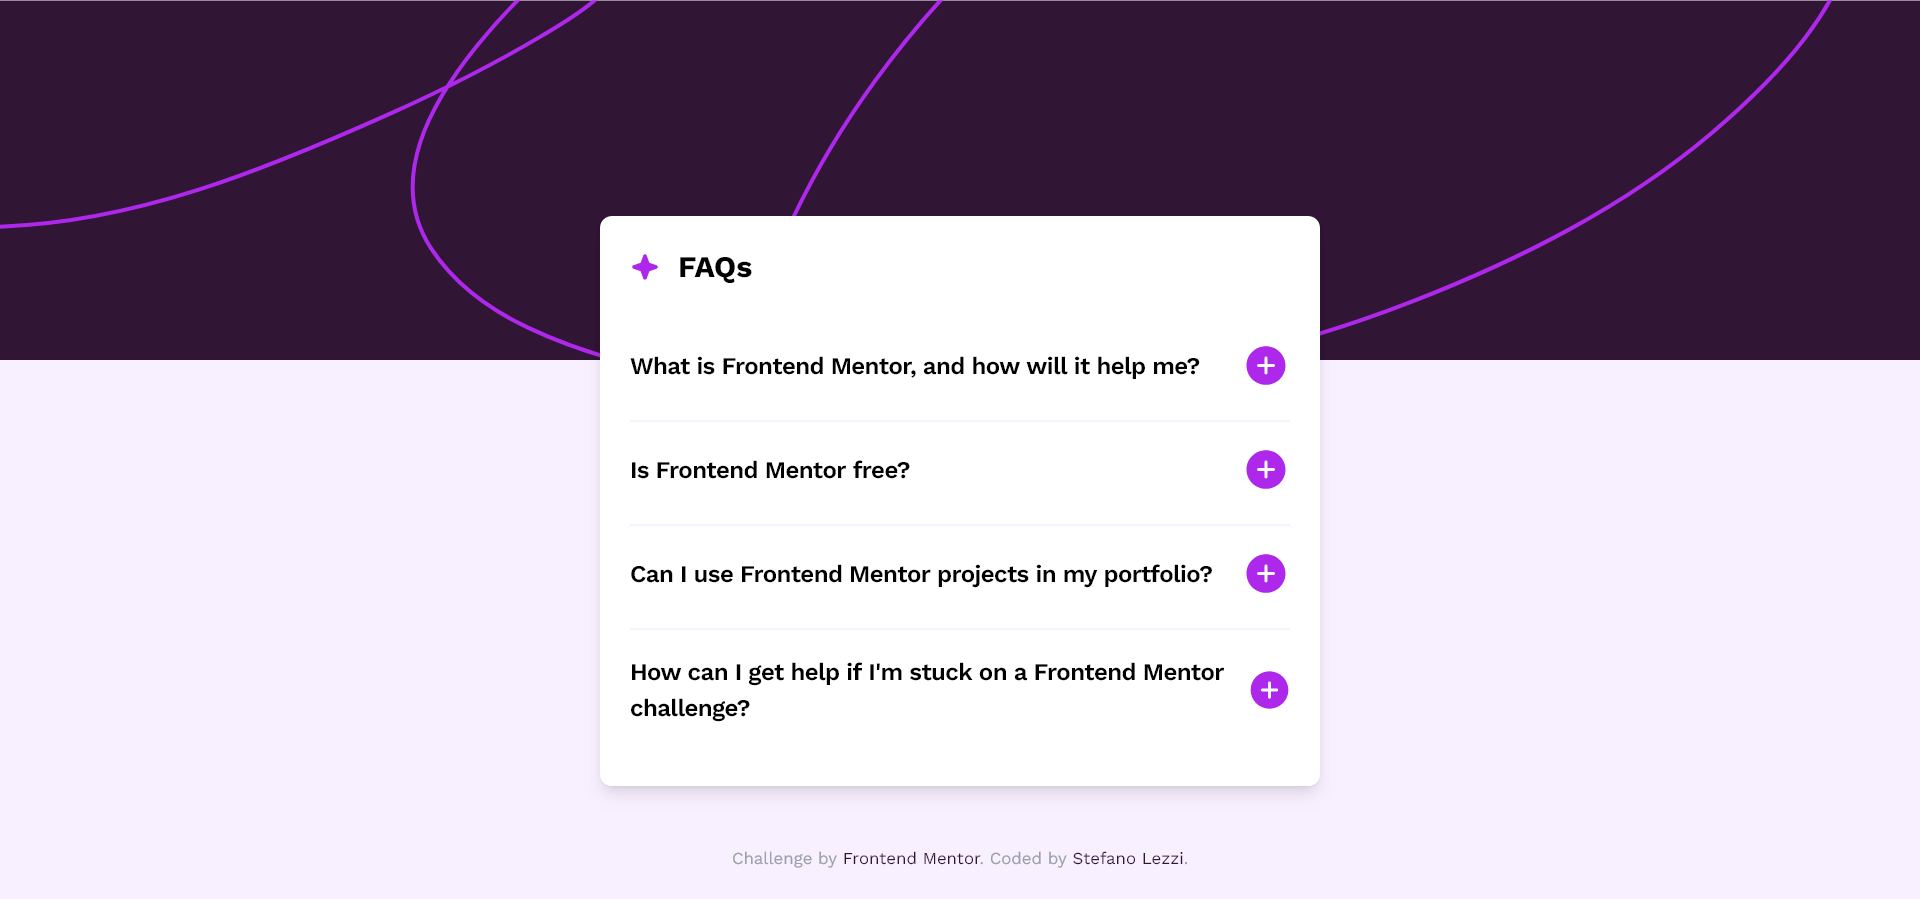 FAQs
What is Frontend Mentor, and how will it help me?
Is Frontend Mentor free?
Can I use Frontend Mentor projects in my portfolio?
How can I get help if I'm stuck on a Frontend Mentor
challenge?
Challenge by Frontend Mentor. Coded by Stefano Lezzi.